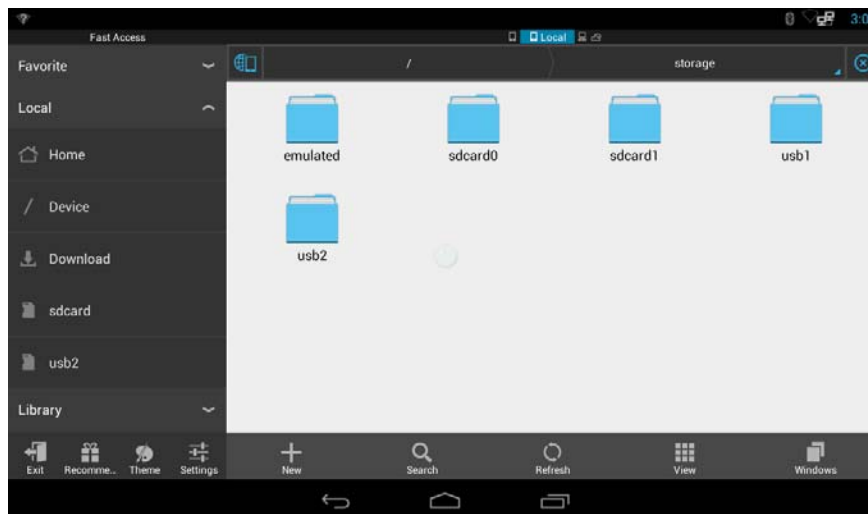 3:0
Fast Access
Local
Favorite
/
storage
Local
Home
Device
Download
sdcard
usb2
Library
emulated
sdcard0
sdcard1
usb1
usb2
Exit
Recomme..
Theme
Settings
New
Search
Refresh
View
Windows